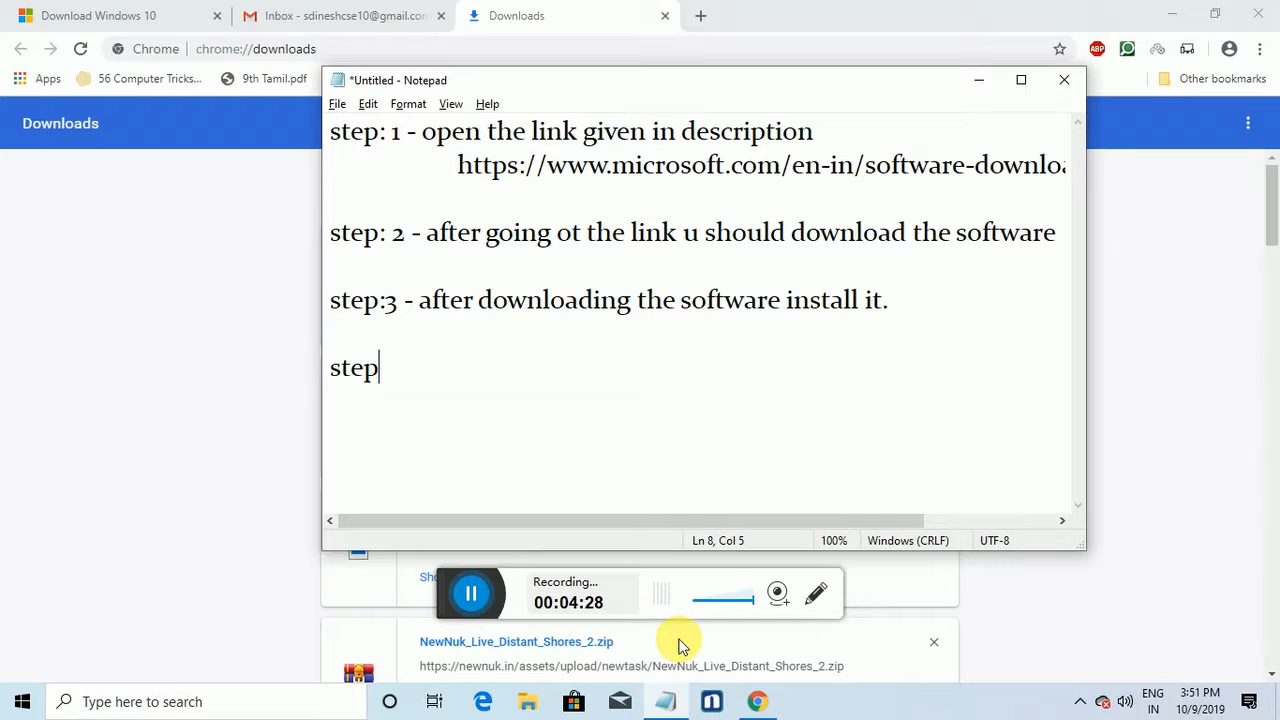 Download Windows 10
Inbox - sdineshcse10@gmail.com
Downloads
Chrome
chrome://downloads
ABP
Apps
56 Computer Tricks...
9th Tamil.pdf
Other bookmarks
*Untitled - Notepad
File Edit Format View Help
Downloads
step: 1 - open the link given in description
https://www.microsoft.com/en-in/software-downloa
step: 2 - after going ot the link u should download the software
step:3 - after downloading the software install it.
step
Ln 8, Col 5
100%
Windows (CRLF)
UTF-8
Sh
Recording...
00:04:28
NewNuk_Live_Distant_Shores_2.zip
https://newnuk.in/assets/upload/newtask/NewNuk_Live_Distant_Shores_2.zip
Type here to search
ENG
IN
3:51 PM
10/9/2019